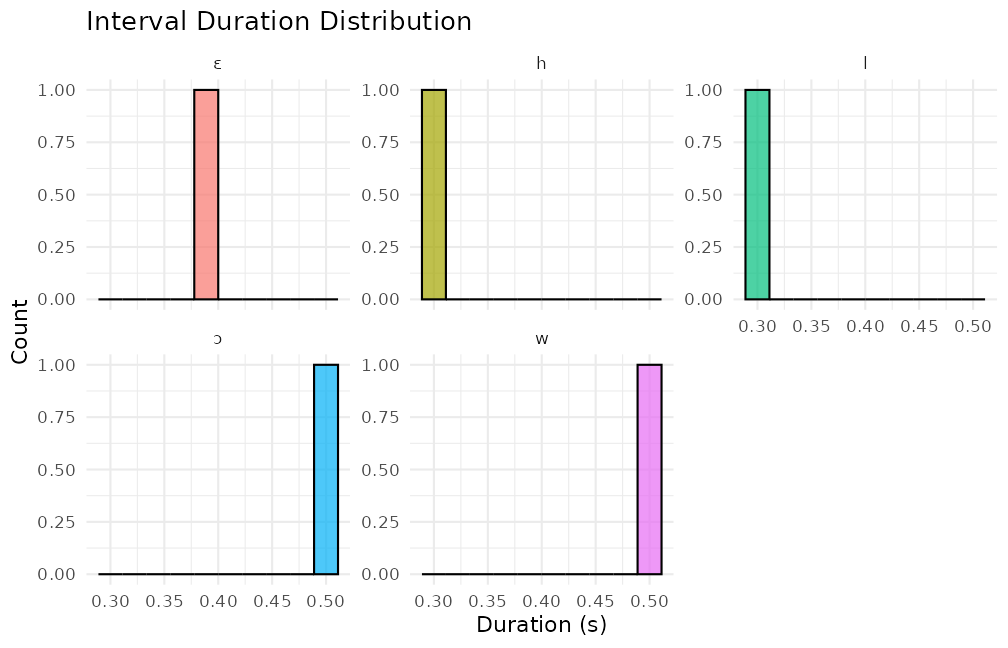 Interval Duration Distribution
ɛ h l
1.00 1.00 1.00
0.75 0.75 0.75
0.50 0.50 0.50
0.25 0.25 0.25
0.00 0.00 0.00
0.30 0.35 0.40 0.45 0.50
Count
ɔ w
1.00 1.00
0.75 0.75
0.50 0.50
0.25 0.25
0.00 0.00
0.30 0.35 0.40 0.45 0.50 0.30 0.35 0.40 0.45 0.50
Duration (s)